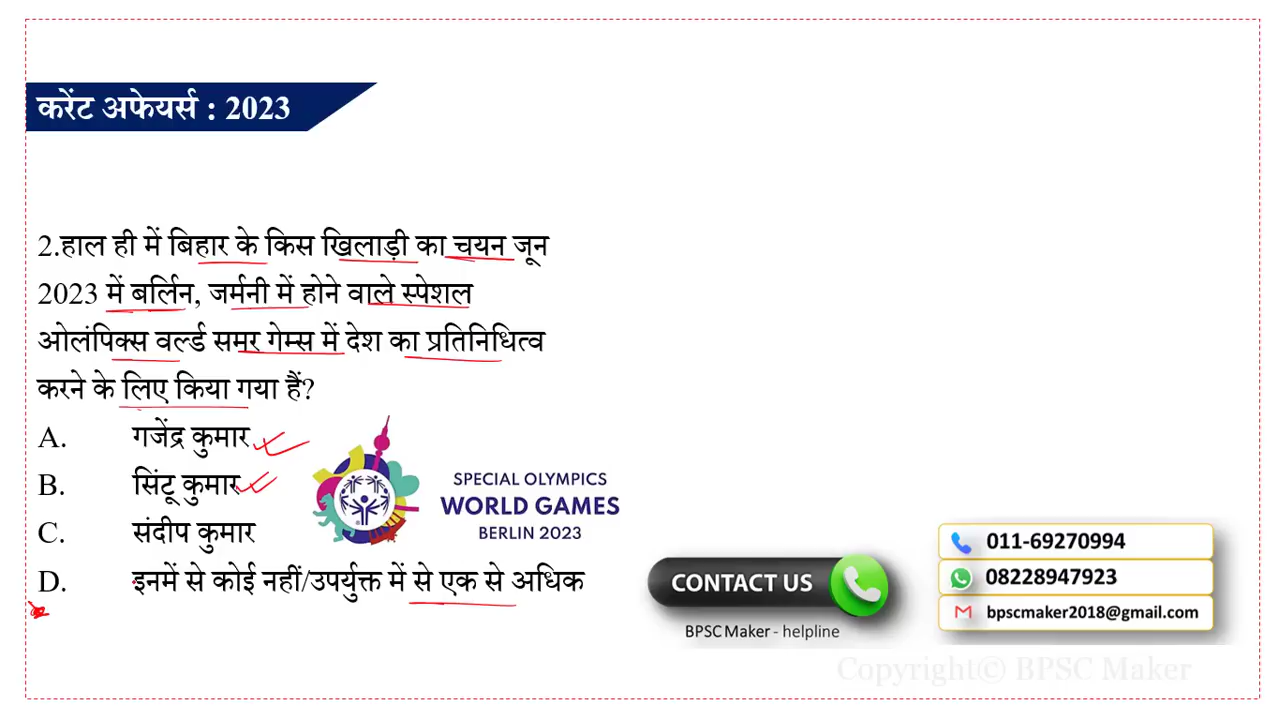 करेंट अफेयर्स : 2023
2.हाल ही में बिहार के किस खिलाड़ी का चयन जून
2023 में बर्लिन, जर्मनी में होने वाले स्पेशल
ओलंपिक्स वर्ल्ड समर गेम्स में देश का प्रतिनिधित्व
करने के लिए किया गया हैं?
A. गजेंद्र कुमार
B. सिंटू कुमार
C. संदीप कुमार
D. इनमें से कोई नहीं/उपर्युक्त में से एक से अधिक
SPECIAL OLYMPICS
WORLD GAMES
BERLIN 2023
CONTACT US
BPSC Maker - helpline
011-69270994
08228947923
bpscmaker2018@gmail.com
Copyright© BPSC Maker